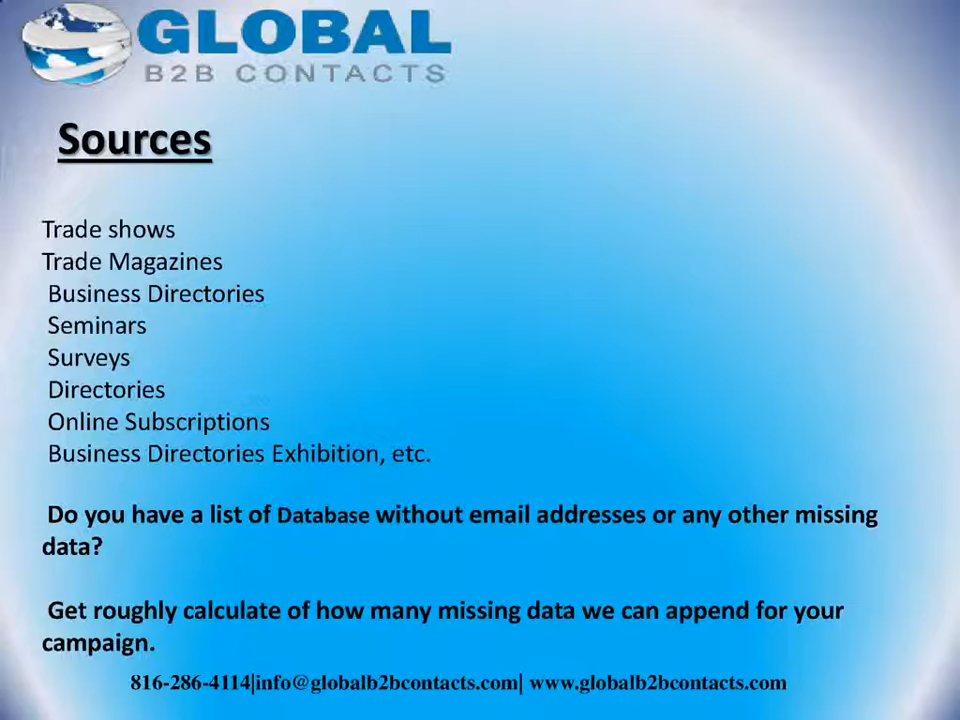 GLOBAL
B2B CONTACTS
Sources
Trade shows
Trade Magazines
Business Directories
Seminars
Surveys
Directories
Online Subscriptions
Business Directories Exhibition, etc.
Do you have a list of Database without email addresses or any other missing
data?
Get roughly calculate of how many missing data we can append for your
campaign.
816-286-4114|info@globalb2bcontacts.com| www.globalb2bcontacts.com